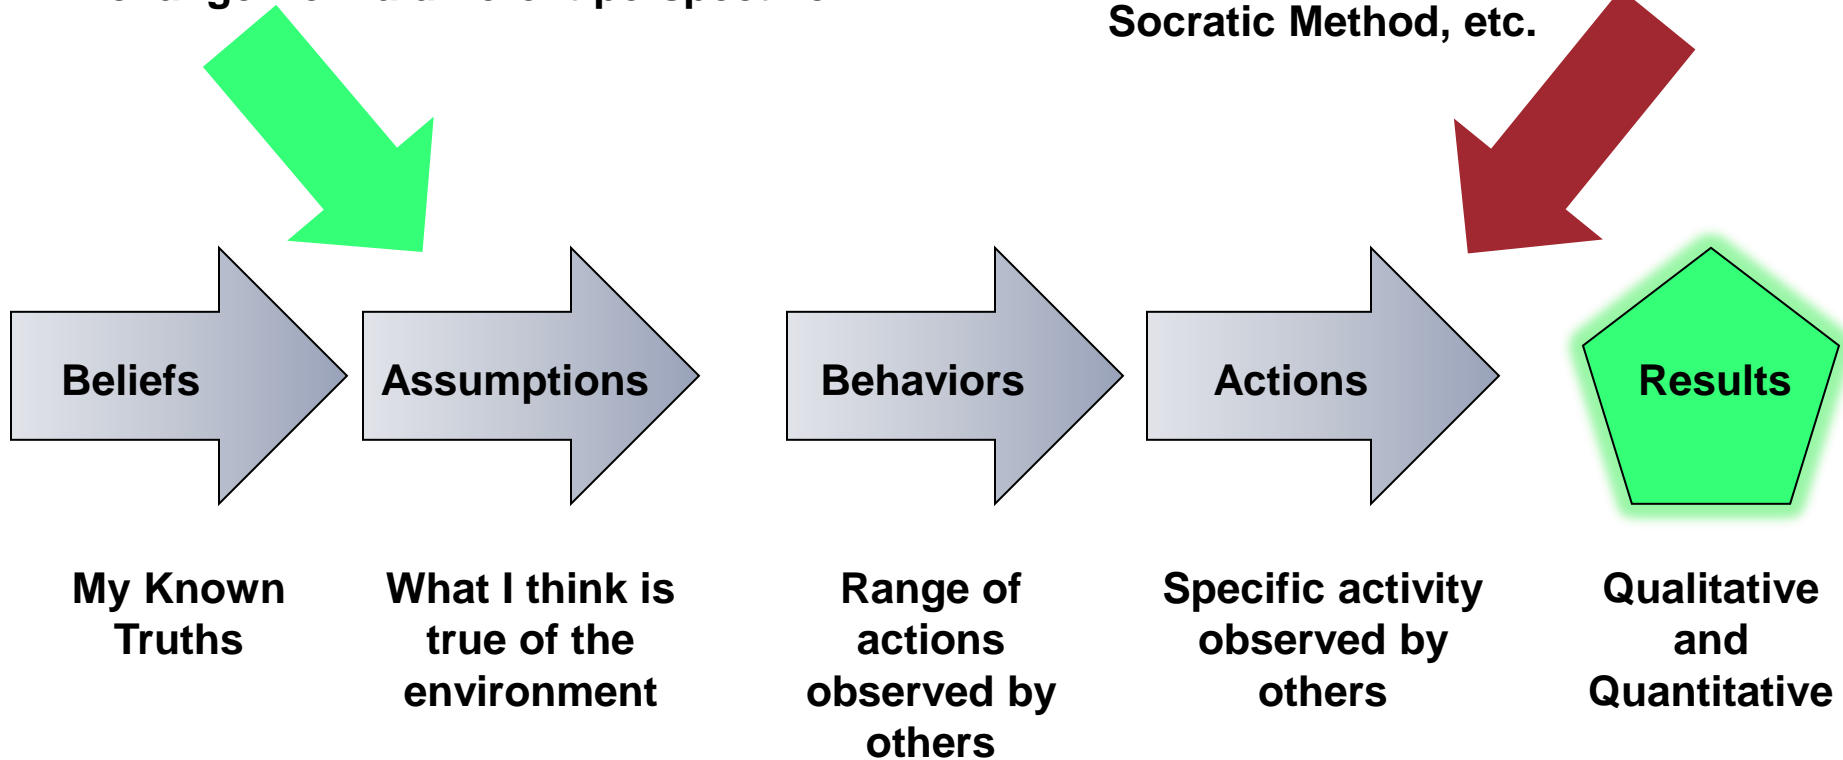 Socratic Method, etc.
Beliefs
Assumptions
Behaviors
Actions
Results
My Known
Truths
What I think is
true of the
environment
Range of
actions
observed by
others
Specific activity
observed by
others
Qualitative
and
Quantitative